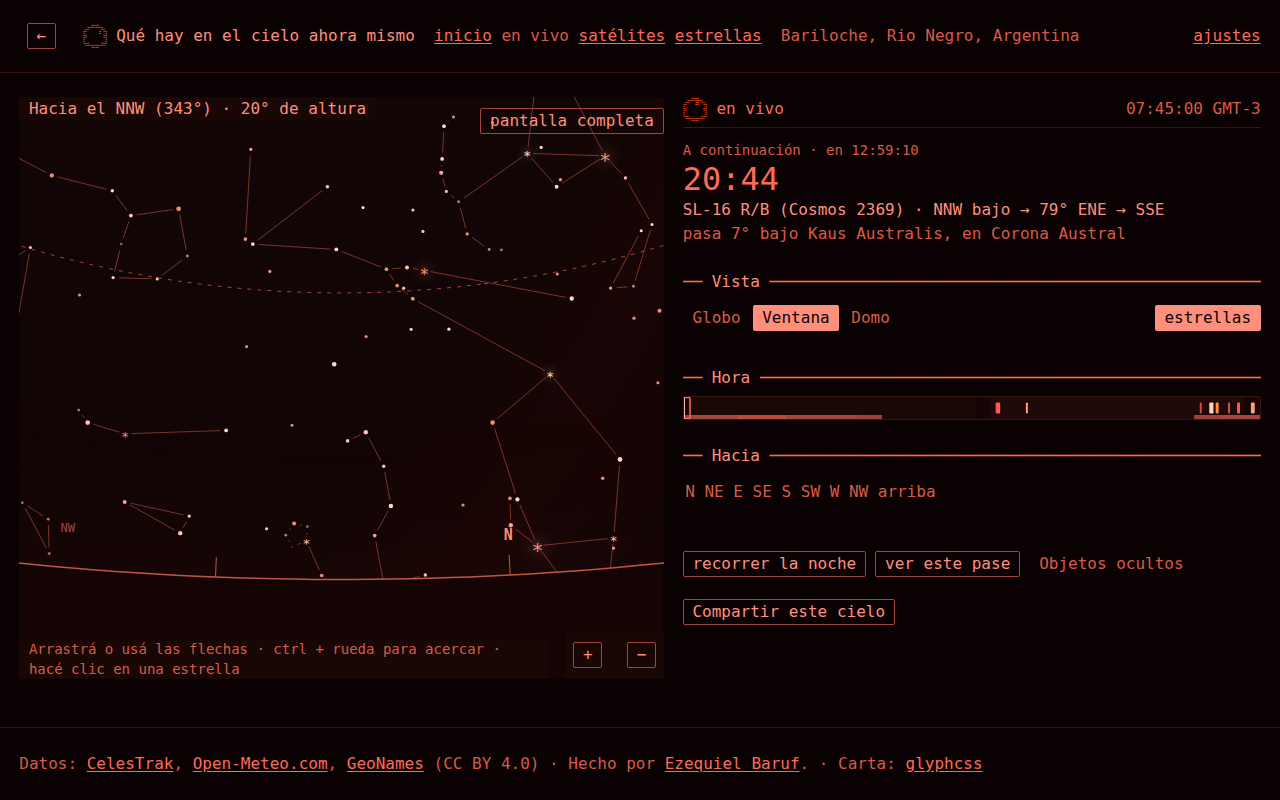 ← Qué hay en el cielo ahora mismo inicio en vivo satélites estrellas Bariloche, Rio Negro, Argentina ajustes
Hacia el NNW (343°) · 20° de altura
pantalla completa
NW
N
Arrastrá o usá las flechas · ctrl + rueda para acercar ·
hacé clic en una estrella
+ −
en vivo 07:45:00 GMT-3
A continuación · en 12:59:10
20:44
SL-16 R/B (Cosmos 2369) · NNW bajo → 79° ENE → SSE
pasa 7° bajo Kaus Australis, en Corona Austral
Vista
Globo Ventana Domo estrellas
Hora
Hacia
N NE E SE S SW W NW arriba
recorrer la noche ver este pase Objetos ocultos
Compartir este cielo
Datos: CelesTrak, Open-Meteo.com, GeoNames (CC BY 4.0) · Hecho por Ezequiel Baruf. · Carta: glyphcss